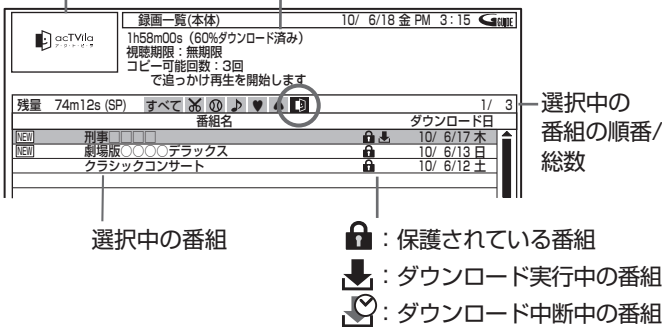 録画一覧(本体)
10/ 6/18 金 PM 3:15 GGUIDE
acTVila
アクトビラ
1h58m00s (60%ダウンロード済み)
視聴期限:無期限
コピー可能回数:3回
で追っかけ再生を開始します
残量 74m12s (SP) すべて 1/ 3
番組名 ダウンロード日
NEW 刑事□□□□ 10/ 6/17 木
NEW 劇場版○○○○デラックス 10/ 6/13 日
クラシックコンサート 10/ 6/12 土
選択中の
番組の順番/
総数
選択中の番組
:保護されている番組
:ダウンロード実行中の番組
:ダウンロード中断中の番組